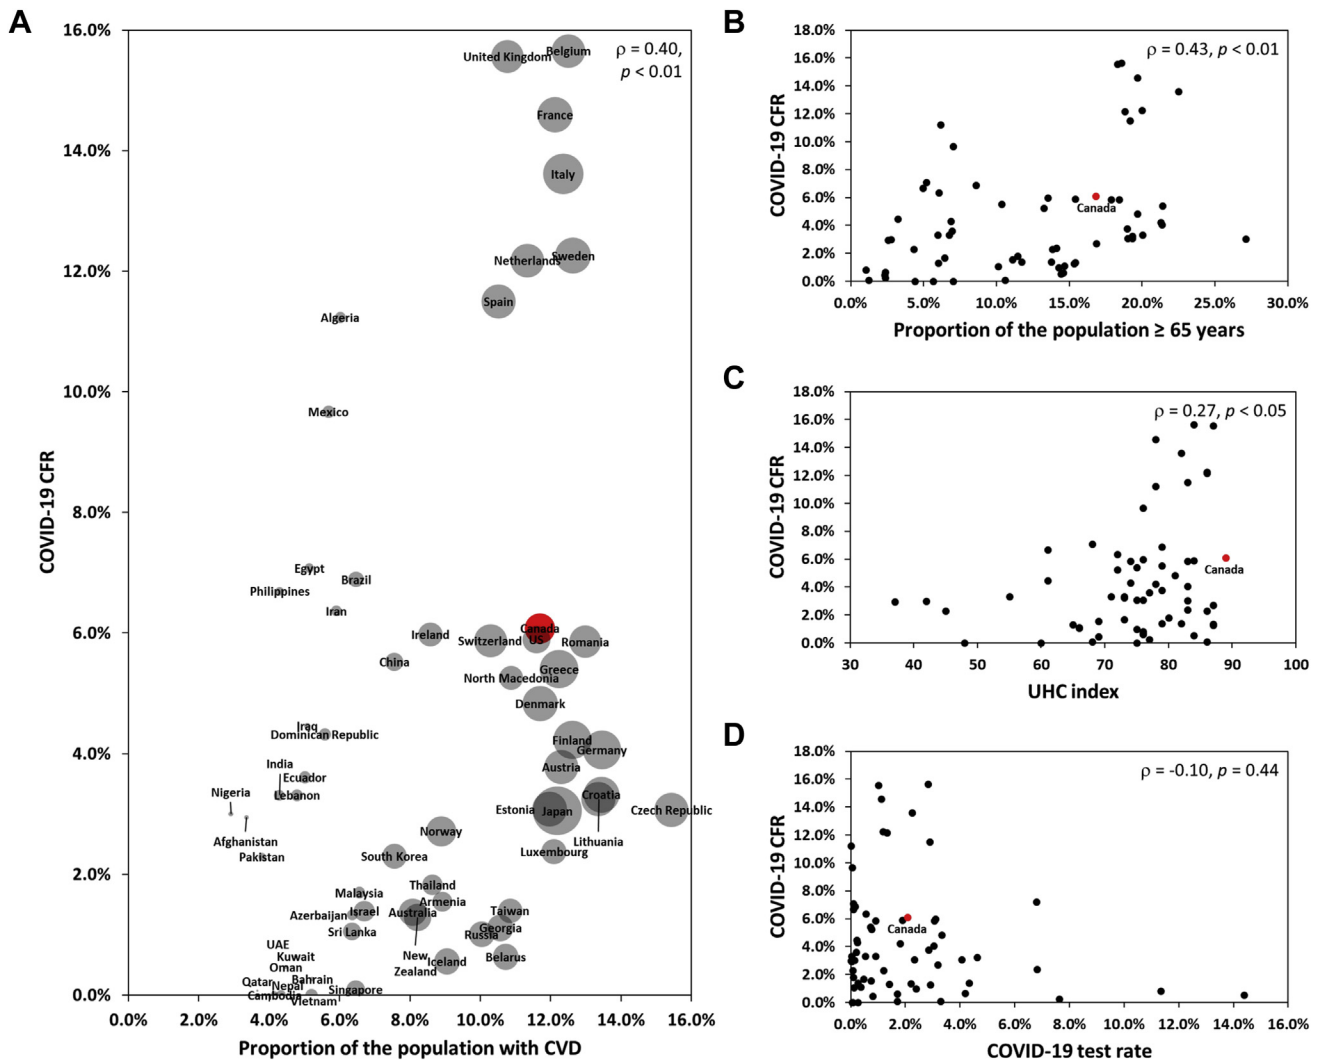 A
16.0%
14.0%
12.0%
10.0%
8.0%
6.0%
4.0%
2.0%
0.0%
COVID-19 CFR
ρ = 0.40,
p < 0.01
United Kingdom
Belgium
France
Italy
Netherlands
Sweden
Spain
Algeria
Mexico
Egypt
Brazil
Philippines
Iran
Ireland
Switzerland
Canada
US
Romania
China
North Macedonia
Greece
Denmark
Iraq
Dominican Republic
Finland
Germany
India
Ecuador
Austria
Nigeria
Lebanon
Estonia
Japan
Croatia
Czech Republic
Afghanistan
Norway
Lithuania
Pakistan
South Korea
Luxembourg
Malaysia
Thailand
Armenia
Azerbaijan
Israel
Australia
Taiwan
Sri Lanka
Russia
Georgia
UAE
Kuwait
Oman
New
Zealand
Iceland
Belarus
Qatar
Bahrain
Nepal
Singapore
Cambodia
Vietnam
0.0%
2.0%
4.0%
6.0%
8.0%
10.0%
12.0%
14.0%
16.0%
Proportion of the population with CVD
B
18.0%
16.0%
14.0%
12.0%
10.0%
8.0%
6.0%
4.0%
2.0%
0.0%
COVID-19 CFR
ρ = 0.43, p < 0.01
Canada
0.0%
5.0%
10.0%
15.0%
20.0%
25.0%
30.0%
Proportion of the population ≥ 65 years
C
18.0%
16.0%
14.0%
12.0%
10.0%
8.0%
6.0%
4.0%
2.0%
0.0%
COVID-19 CFR
ρ = 0.27, p < 0.05
Canada
30
40
50
60
70
80
90
100
UHC index
D
18.0%
16.0%
14.0%
12.0%
10.0%
8.0%
6.0%
4.0%
2.0%
0.0%
COVID-19 CFR
ρ = -0.10, p = 0.44
Canada
0.0%
2.0%
4.0%
6.0%
8.0%
10.0%
12.0%
14.0%
16.0%
COVID-19 test rate